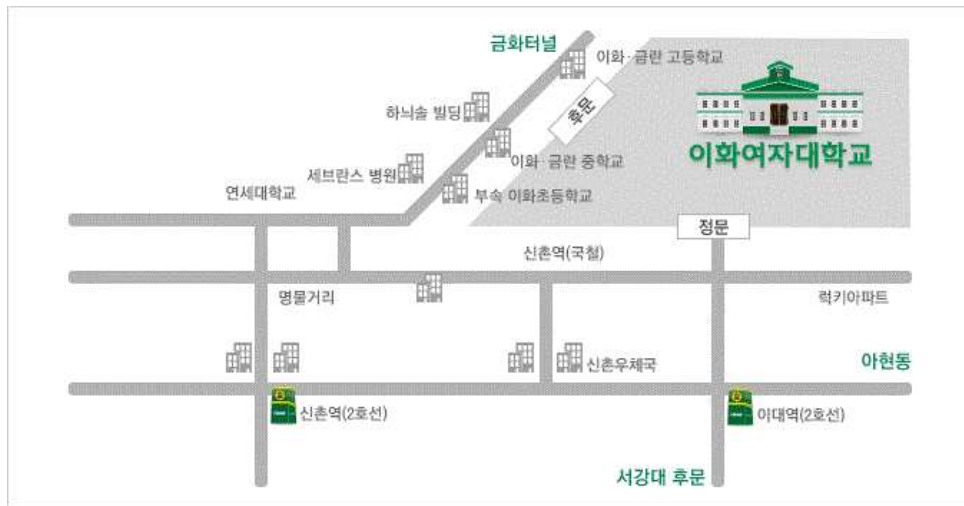 금화터널
이화·금란 고등학교
하늬솔 빌딩
후문
이화여자대학교
이화·금란 중학교
세브란스 병원
부속 이화초등학교
연세대학교
정문
신촌역(국철)
명물거리
럭키아파트
신촌우체국
아현동
신촌역(2호선)
이대역(2호선)
서강대 후문